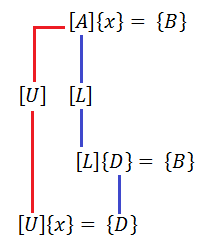 [A]{x} = {B}
[U] [L]
[L]{D} = {B}
[U]{x} = {D}